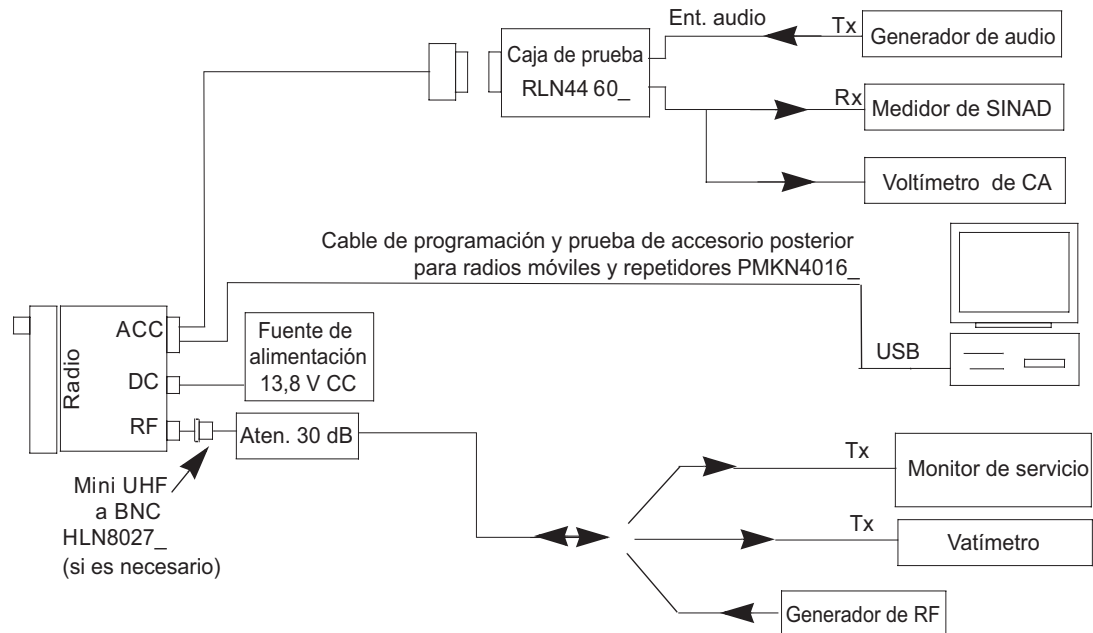 Ent. audio
Tx
Generador de audio
Caja de prueba
RLN44 60_
Rx
Medidor de SINAD
Voltímetro de CA
Cable de programación y prueba de accesorio posterior
para radios móviles y repetidores PMKN4016_
USB
Radio
ACC
DC
RF
Fuente de
alimentación
13,8 V CC
Aten. 30 dB
Mini UHF
a BNC
HLN8027_
(si es necesario)
Tx
Monitor de servicio
Tx
Vatímetro
Generador de RF